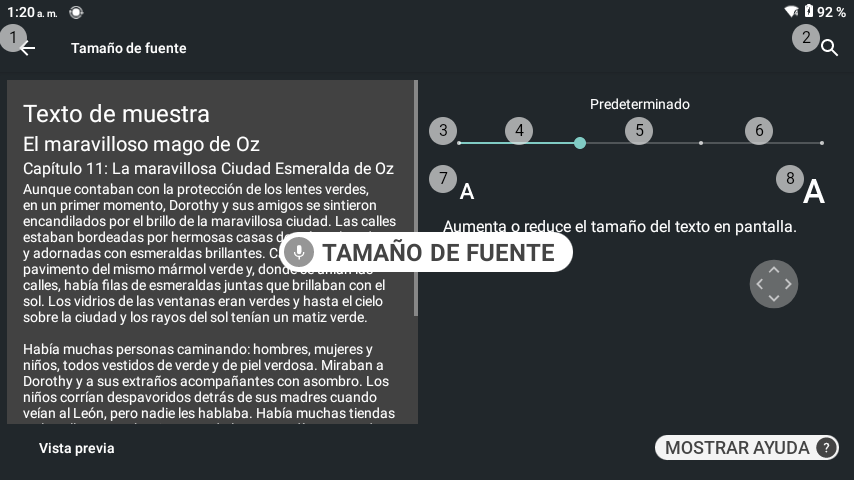 1:20 a. m.
92 %
1
Tamaño de fuente
2
Texto de muestra
El maravilloso mago de Oz
Capítulo 11: La maravillosa Ciudad Esmeralda de Oz
Aunque contaban con la protección de los lentes verdes,
en un primer momento, Dorothy y sus amigos se sintieron
encandilados por el brillo de la maravillosa ciudad. Las calles
estaban bordeadas por hermosas casas
y adornadas con esmeraldas brillantes.
pavimento del mismo mármol verde y, donde se unían las
calles, había filas de esmeraldas juntas que brillaban con el
sol. Los vidrios de las ventanas eran verdes y hasta el cielo
sobre la ciudad y los rayos del sol tenían un matiz verde.
Había muchas personas caminando: hombres, mujeres y
niños, todos vestidos de verde y de piel verdosa. Miraban a
Dorothy y a sus extraños acompañantes con asombro. Los
niños corrían despavoridos detrás de sus madres cuando
veían al León, pero nadie les hablaba. Había muchas tiendas
Vista previa
Predeterminado
3
4
5
6
7
A
8
A
Aumenta o reduce el tamaño del texto en pantalla.
TAMAÑO DE FUENTE
MOSTRAR AYUDA ?